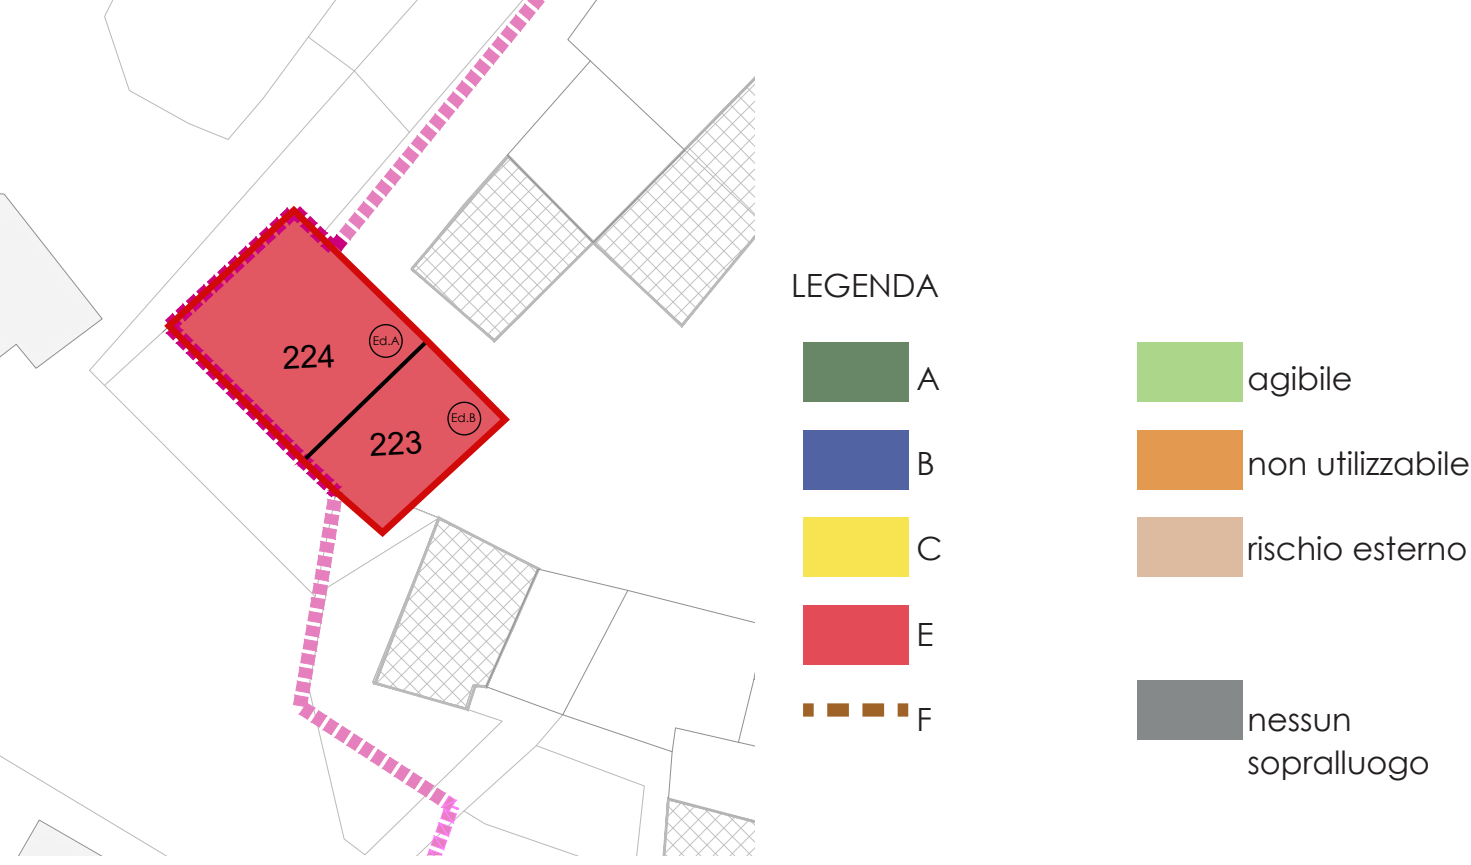 224
Ed.A
223
Ed.B
LEGENDA
A
agibile
B
non utilizzabile
C
rischio esterno
E
F
nessun
sopralluogo